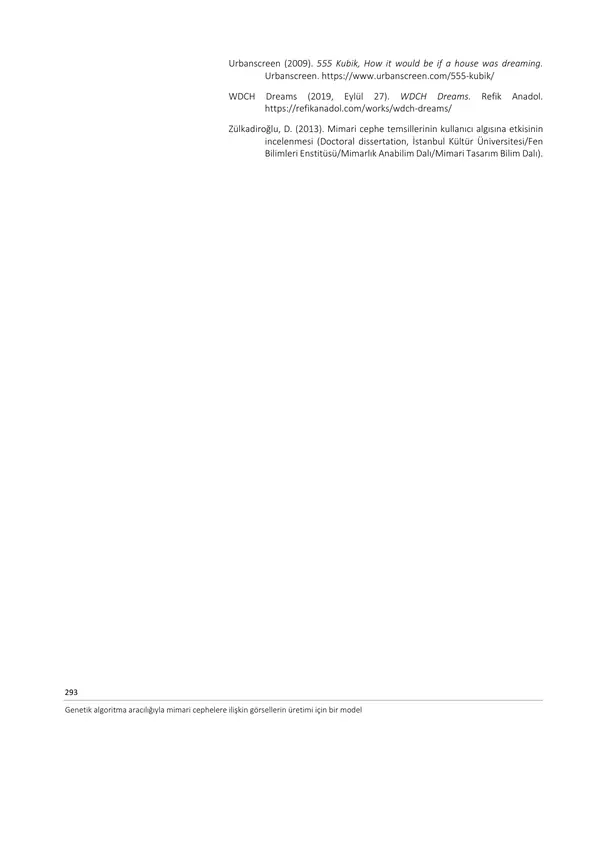 Urbanscreen (2009). 555 Kubik, How it would be if a house was dreaming.
Urbanscreen. https://www.urbanscreen.com/555-kubik/
WDCH Dreams (2019, Eylül 27). WDCH Dreams. Refik Anadol.
https://refikanadol.com/works/wdch-dreams/
Zülkadiroğlu, D. (2013). Mimari cephe temsillerinin kullanıcı algısına etkisinin
incelenmesi (Doctoral dissertation, İstanbul Kültür Üniversitesi/Fen
Bilimleri Enstitüsü/Mimarlık Anabilim Dalı/Mimari Tasarım Bilim Dalı).
293
Genetik algoritma aracılığıyla mimari cephelere ilişkin görsellerin üretimi için bir model